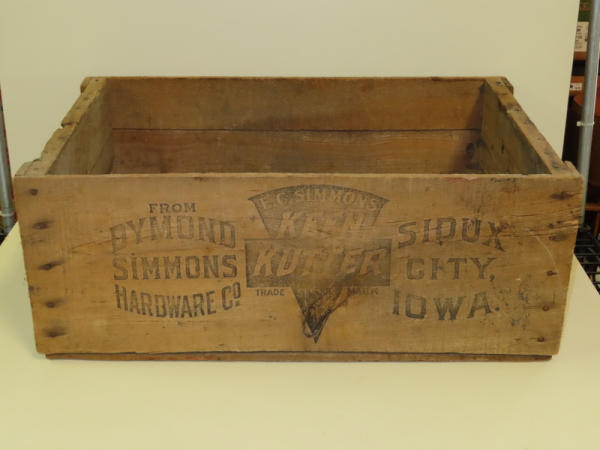 FROM
DYMOND
SIMMONS
HARDWARE CO.
E.C. SIMMONS
KEEN
KUTTER
TRADE MARK
SIOUX
CITY,
IOWA